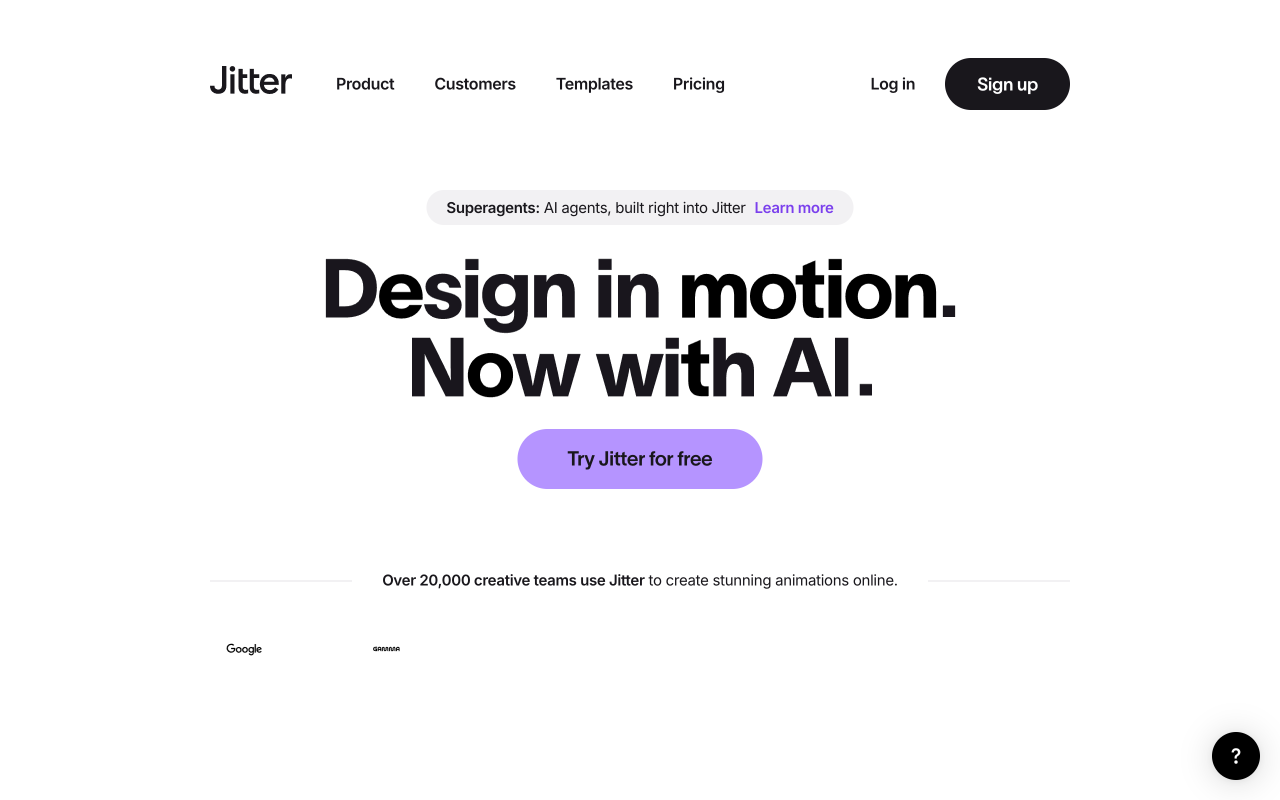 Jitter Product Customers Templates Pricing Log in Sign up
Superagents: AI agents, built right into Jitter Learn more
Design in motion.
Now with AI.
Try Jitter for free
Over 20,000 creative teams use Jitter to create stunning animations online.
Google GAMMA
?